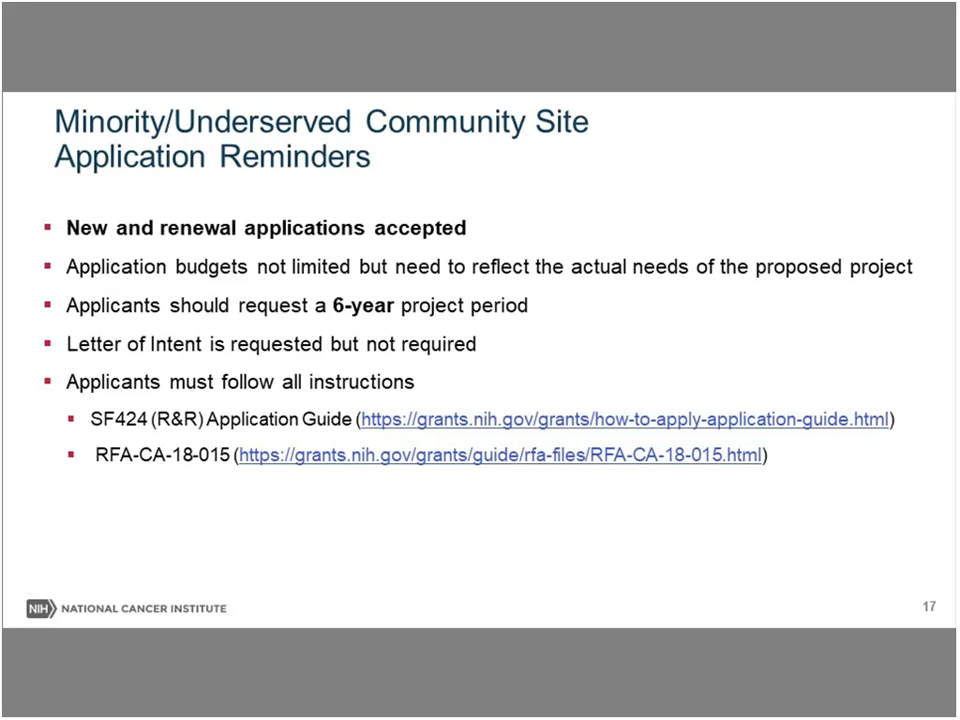 Minority/Underserved Community Site
Application Reminders
New and renewal applications accepted
Application budgets not limited but need to reflect the actual needs of the proposed project
Applicants should request a 6-year project period
Letter of Intent is requested but not required
Applicants must follow all instructions
SF424 (R&R) Application Guide (https://grants.nih.gov/grants/how-to-apply-application-guide.html)
RFA-CA-18-015 (https://grants.nih.gov/grants/guide/rfa-files/RFA-CA-18-015.html)
NIH NATIONAL CANCER INSTITUTE
17